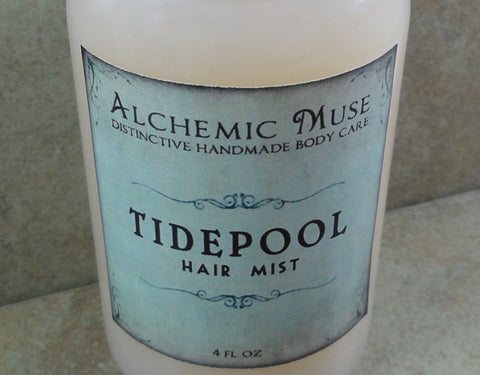 ALCHEMIC MUSE
DISTINCTIVE HANDMADE BODY CARE
TIDEPOOL
HAIR MIST
4 FL OZ